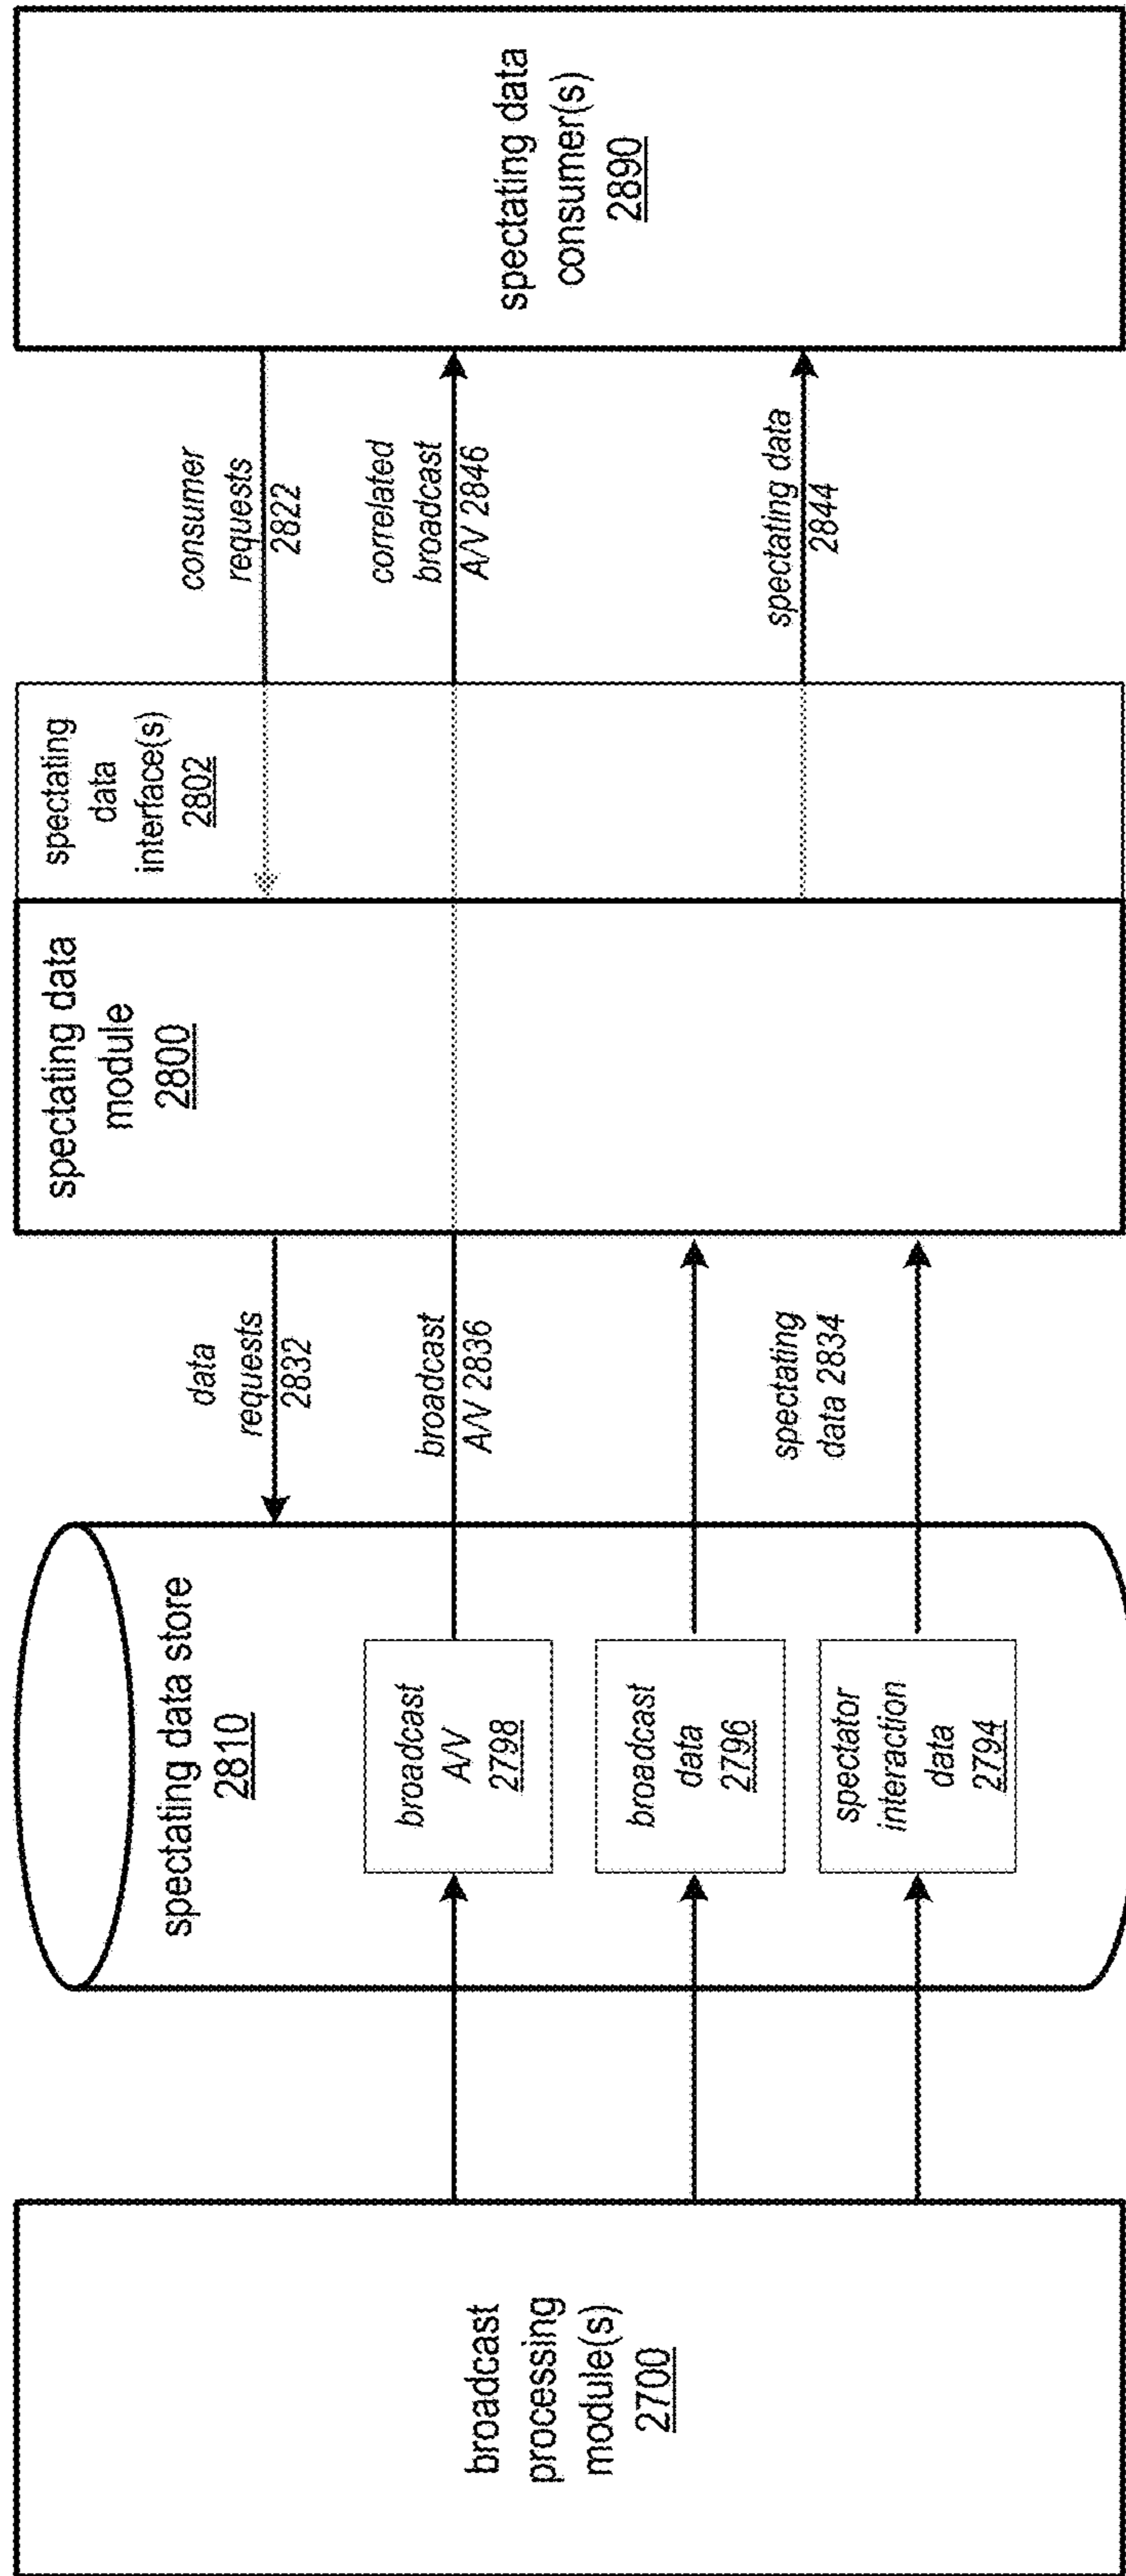 broadcast
processing
module(s)
2700
spectating data store
2810
broadcast
A/V
2798
broadcast
data
2796
spectator
interaction
data
2794
data
requests
2832
broadcast
A/V 2836
spectating
data 2834
spectating data
module
2800
spectating
data
interface(s)
2802
consumer
requests
2822
correlated
broadcast
A/V 2846
spectating data
2844
spectating data
consumer(s)
2890